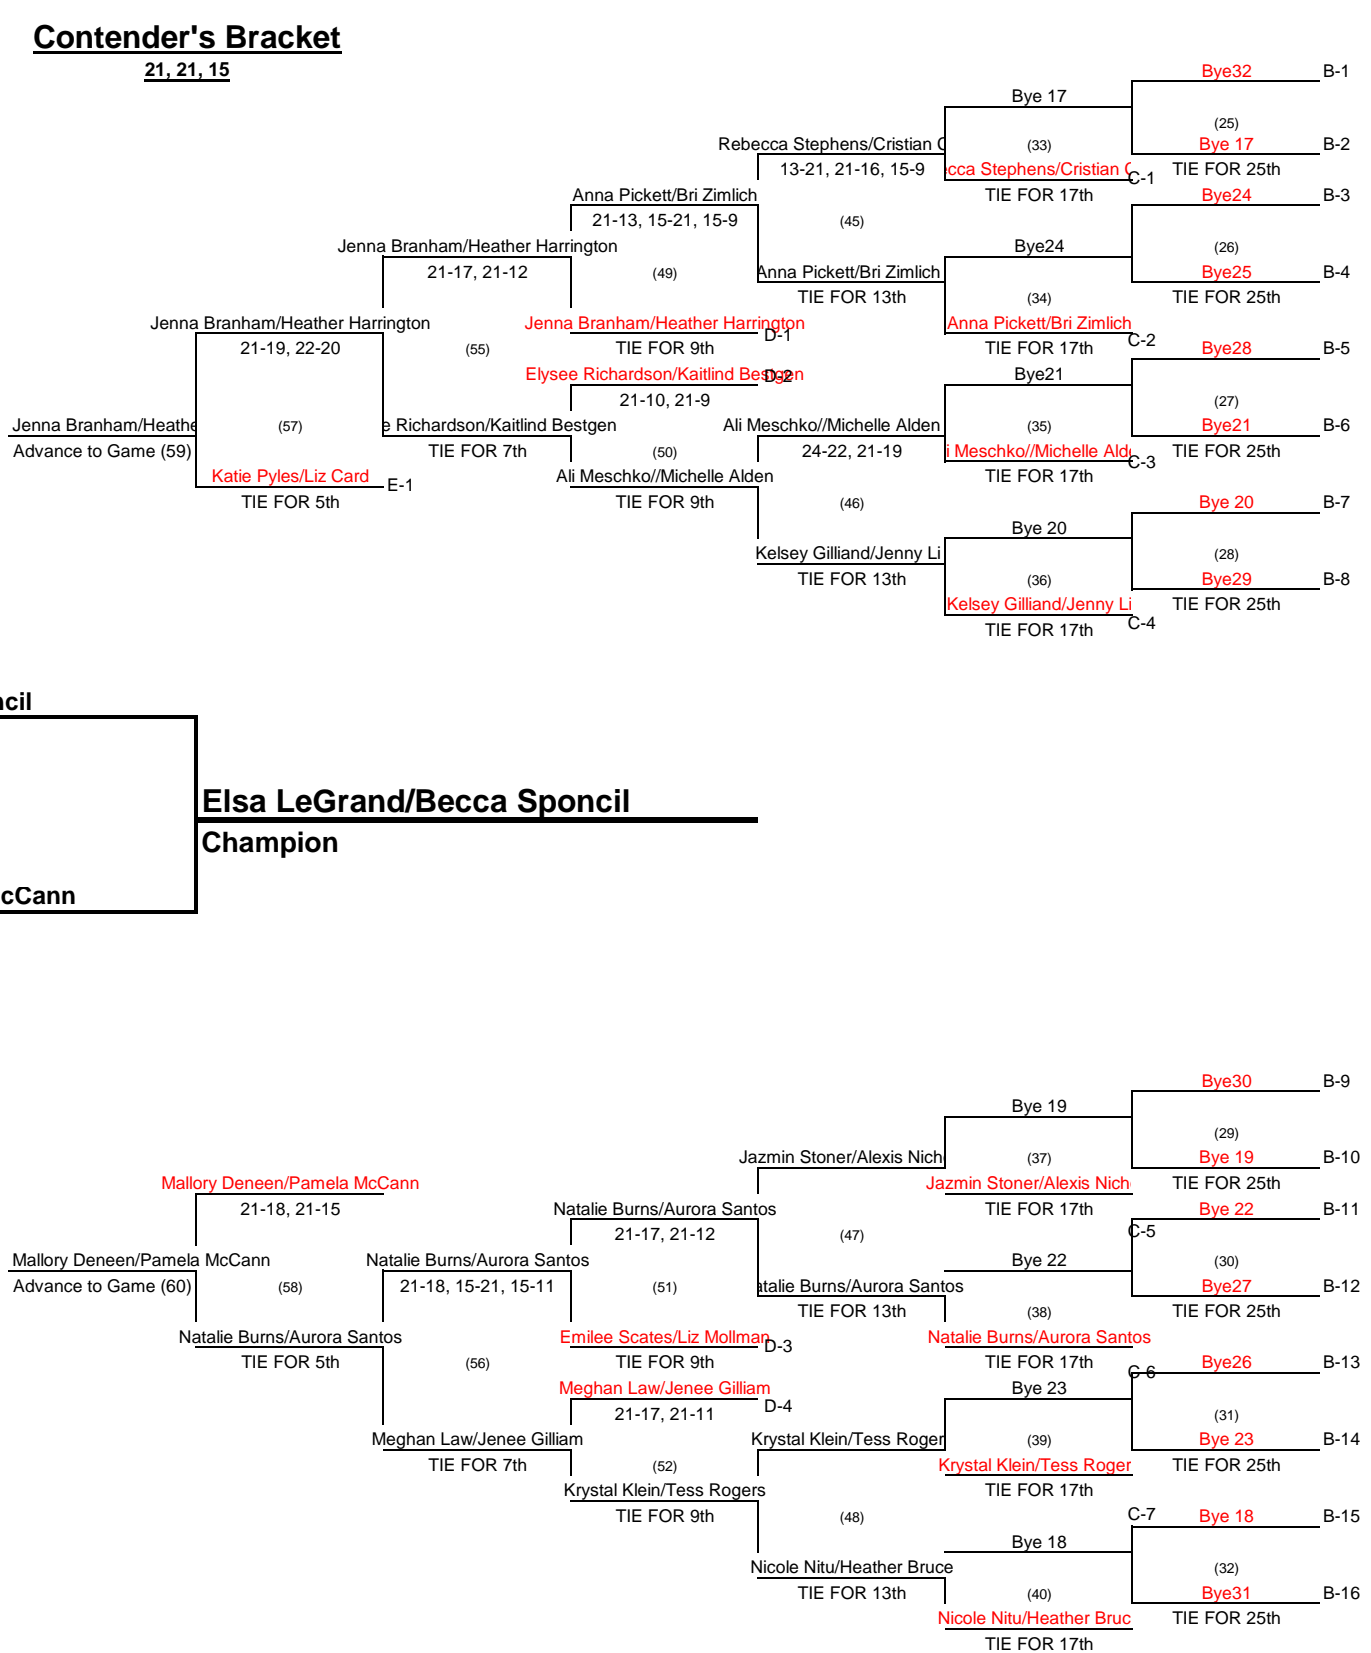 Contender's Bracket
21, 21, 15
Bye32 B-1
Bye 17
(25)
Rebecca Stephens/Cristian (33) Bye 17 B-2
13-21, 21-16, 15-9 cca Stephens/Cristian C-1 TIE FOR 25th
Anna Pickett/Bri Zimlich TIE FOR 17th Bye24 B-3
21-13, 15-21, 15-9 (45)
Jenna Branham/Heather Harrington Bye24 (26)
21-17, 21-12 (49) Anna Pickett/Bri Zimlich Bye25 B-4
TIE FOR 13th (34) TIE FOR 25th
Jenna Branham/Heather Harrington Jenna Branham/Heather Harrington D-1 Anna Pickett/Bri Zimlich C-2
21-19, 22-20 (55) TIE FOR 9th TIE FOR 17th Bye28 B-5
Elysee Richardson/Kaitlind Bestgen D-2 Bye21
21-10, 21-9 (27)
Jenna Branham/Heathe (57) Richardson/Kaitlind Bestgen Ali Meschko//Michelle Alden (35) Bye21 B-6
Advance to Game (59) TIE FOR 7th (50) 24-22, 21-19 i Meschko//Michelle Ald C-3 TIE FOR 25th
Katie Pyles/Liz Card E-1 Ali Meschko//Michelle Alden TIE FOR 17th
TIE FOR 5th TIE FOR 9th (46) Bye 20 B-7
Bye 20
Kelsey Gilliand/Jenny Li (28)
TIE FOR 13th (36) Bye29 B-8
Kelsey Gilliand/Jenny Li C-4 TIE FOR 25th
TIE FOR 17th
cil
Elsa LeGrand/Becca Sponcil
Champion
cCann
Bye30 B-9
Bye 19
(29)
Jazmin Stoner/Alexis Nich (37) Bye 19 B-10
Mallory Deneen/Pamela McCann Jazmin Stoner/Alexis Nich TIE FOR 25th
21-18, 21-15 Natalie Burns/Aurora Santos TIE FOR 17th Bye 22 B-11
21-17, 21-12 (47) C-5
Mallory Deneen/Pamela McCann Natalie Burns/Aurora Santos Bye 22 (30)
Advance to Game (60) (58) 21-18, 15-21, 15-11 (51) atalie Burns/Aurora Santos Bye27 B-12
TIE FOR 13th (38) TIE FOR 25th
Natalie Burns/Aurora Santos Emilee Scates/Liz Mollman D-3 Natalie Burns/Aurora Santos
TIE FOR 5th (56) TIE FOR 9th TIE FOR 17th C-6 Bye26 B-13
Meghan Law/Jenee Gilliam D-4 Bye 23
21-17, 21-11 (31)
Meghan Law/Jenee Gilliam Krystal Klein/Tess Roger (39) Bye 23 B-14
TIE FOR 7th (52) Krystal Klein/Tess Roger TIE FOR 25th
Krystal Klein/Tess Rogers TIE FOR 17th
TIE FOR 9th (48) C-7 Bye 18 B-15
Bye 18
Nicole Nitu/Heather Bruce (32)
TIE FOR 13th (40) Bye31 B-16
Nicole Nitu/Heather Bruc TIE FOR 25th
TIE FOR 17th